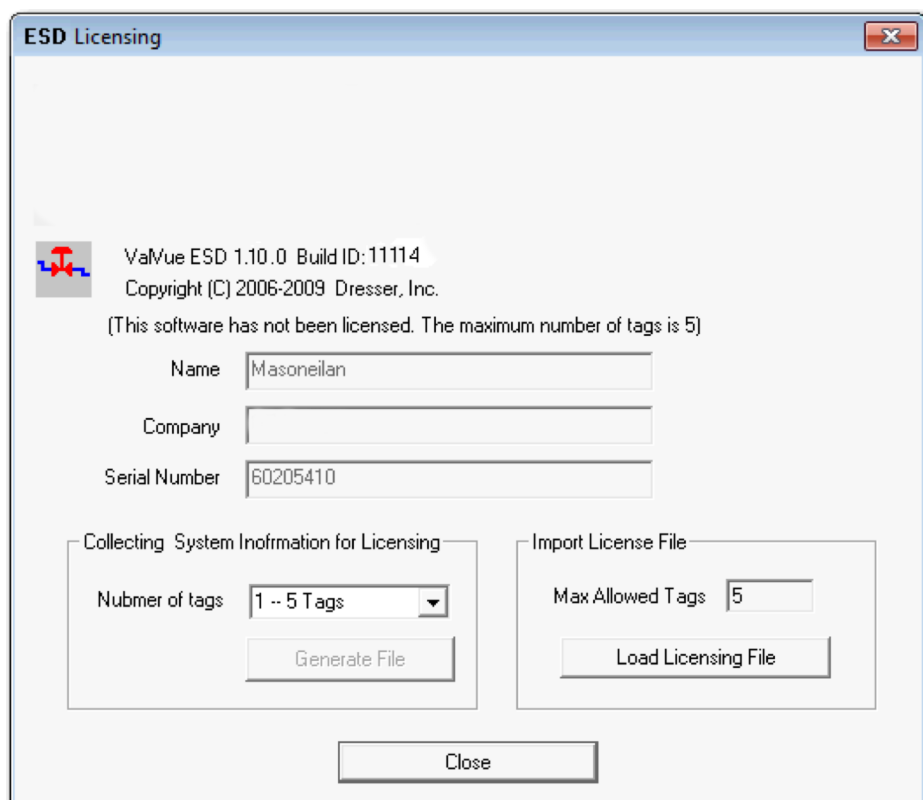 ESD Licensing
ValVue ESD 1.10.0 Build ID: 11114
Copyright (C) 2006-2009 Dresser, Inc.
(This software has not been licensed. The maximum number of tags is 5)
Name Masoneilan
Company
Serial Number 60205410
Collecting System Inofrmation for Licensing
Nubmer of tags 1 -- 5 Tags
Generate File
Import License File
Max Allowed Tags 5
Load Licensing File
Close